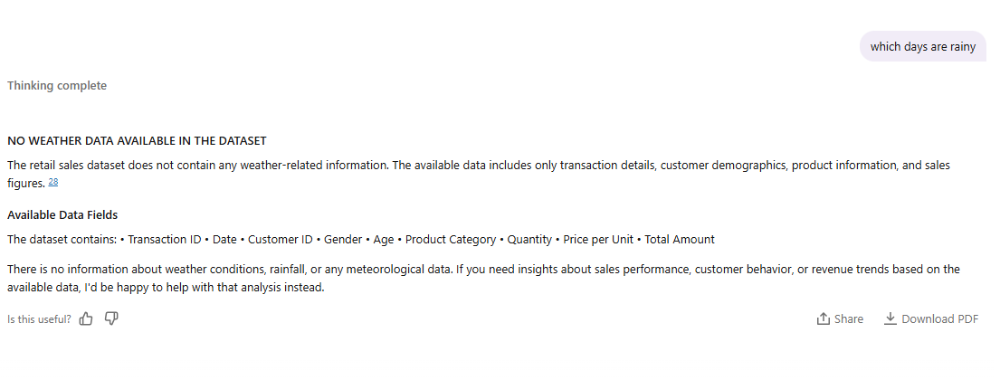 which days are rainy
Thinking complete
NO WEATHER DATA AVAILABLE IN THE DATASET
The retail sales dataset does not contain any weather-related information. The available data includes only transaction details, customer demographics, product information, and sales
figures. 28
Available Data Fields
The dataset contains: • Transaction ID • Date • Customer ID • Gender • Age • Product Category • Quantity • Price per Unit • Total Amount
There is no information about weather conditions, rainfall, or any meteorological data. If you need insights about sales performance, customer behavior, or revenue trends based on the
available data, I'd be happy to help with that analysis instead.
Is this useful? Share Download PDF